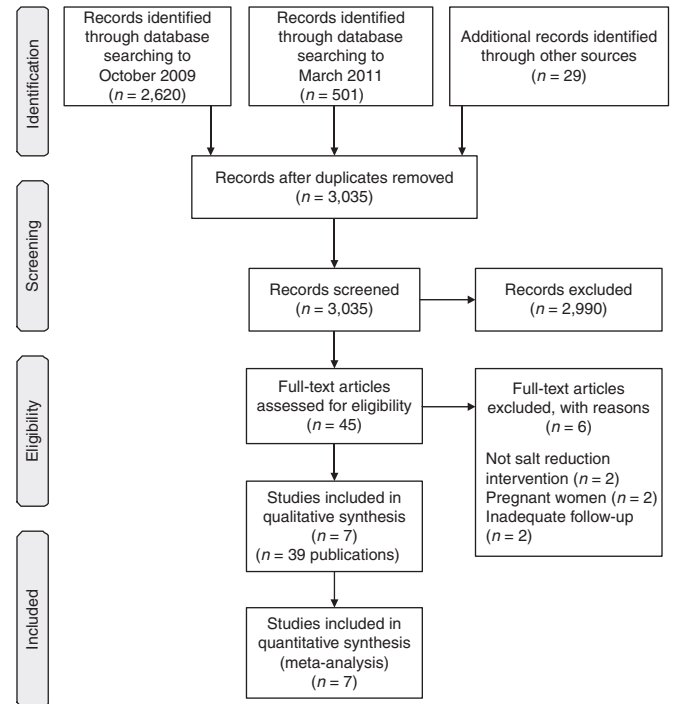 Identification
Records identified
through database
searching to
October 2009
(n = 2,620)
Records identified
through database
searching to
March 2011
(n = 501)
Additional records identified
through other sources
(n = 29)
Records after duplicates removed
(n = 3,035)
Screening
Records screened
(n = 3,035)
Records excluded
(n = 2,990)
Eligibility
Full-text articles
assessed for eligibility
(n = 45)
Full-text articles
excluded, with reasons
(n = 6)
Not salt reduction
intervention (n = 2)
Pregnant women (n = 2)
Inadequate follow-up
(n = 2)
Studies included in
qualitative synthesis
(n = 7)
(n = 39 publications)
Included
Studies included in
quantitative synthesis
(meta-analysis)
(n = 7)